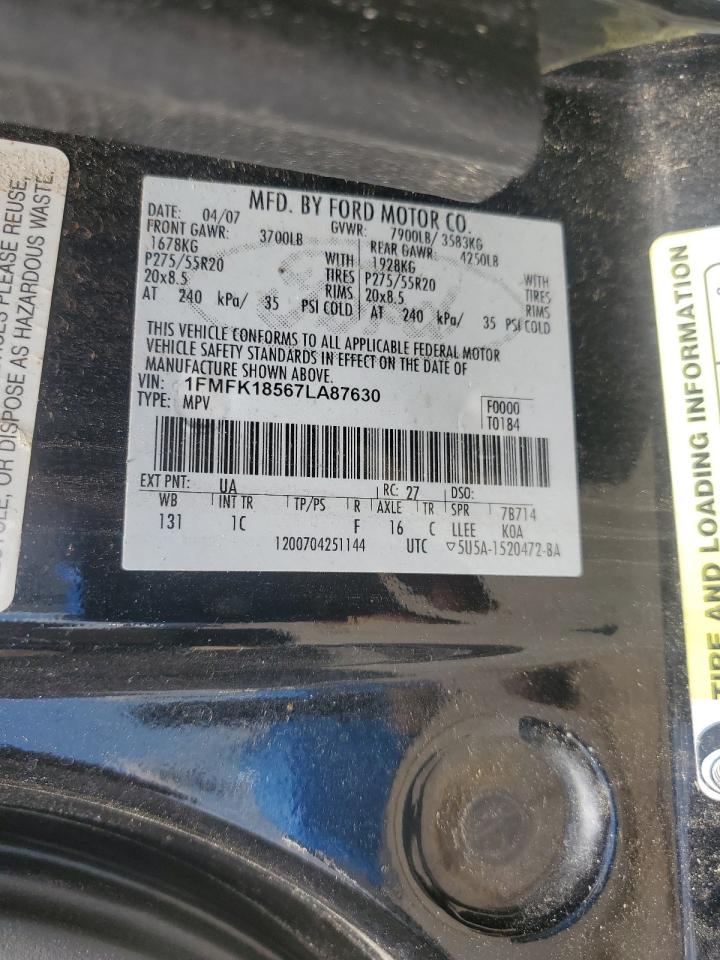 MFD. BY FORD MOTOR CO.
DATE: 04/07 GVWR: 7900LB/ 3583KG
FRONT GAWR: 3700LB REAR GAWR: 4250LB
1678KG WITH 1928KG WITH
P275/55R20 TIRES P275/55R20 TIRES
20x8.5 RIMS 20x8.5 RIMS
AT 240 kPa/ 35 PSI COLD AT 240 kPa/ 35 PSI COLD
THIS VEHICLE CONFORMS TO ALL APPLICABLE FEDERAL MOTOR
VEHICLE SAFETY STANDARDS IN EFFECT ON THE DATE OF
MANUFACTURE SHOWN ABOVE.
VIN: 1FMFK18567LA87630
TYPE: MPV
F0000
T0184
EXT PNT: UA RC: 27 DSO:
WB INT TR TP/PS R AXLE TR SPR 7B714
131 1C F 16 C LLEE KOA
1200704251144 UTC ▽5U5A-1520472-BA
PLEASE REUSE,
OR DISPOSE AS HAZARDOUS WASTE.
TIRE AND LOADING INFORMATION